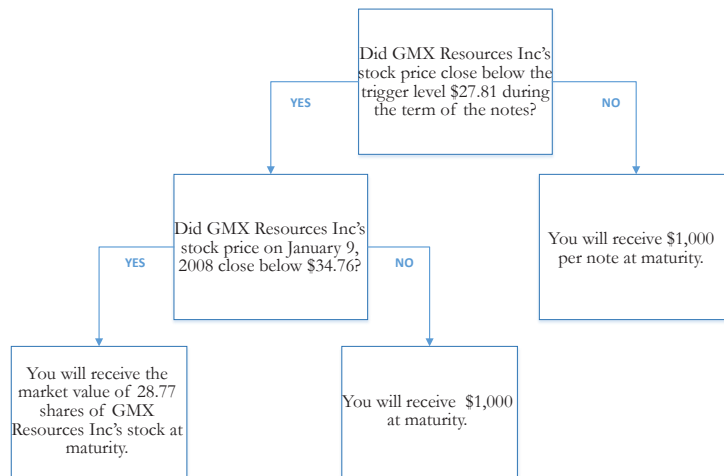 Did GMX Resources Inc's
stock price close below the
trigger level $27.81 during
the term of the notes?
YES
NO
Did GMX Resources Inc's
stock price on January 9,
2008 close below $34.76?
You will receive $1,000
per note at maturity.
YES
NO
You will receive the
market value of 28.77
shares of GMX
Resources Inc's stock at
maturity.
You will receive $1,000
at maturity.